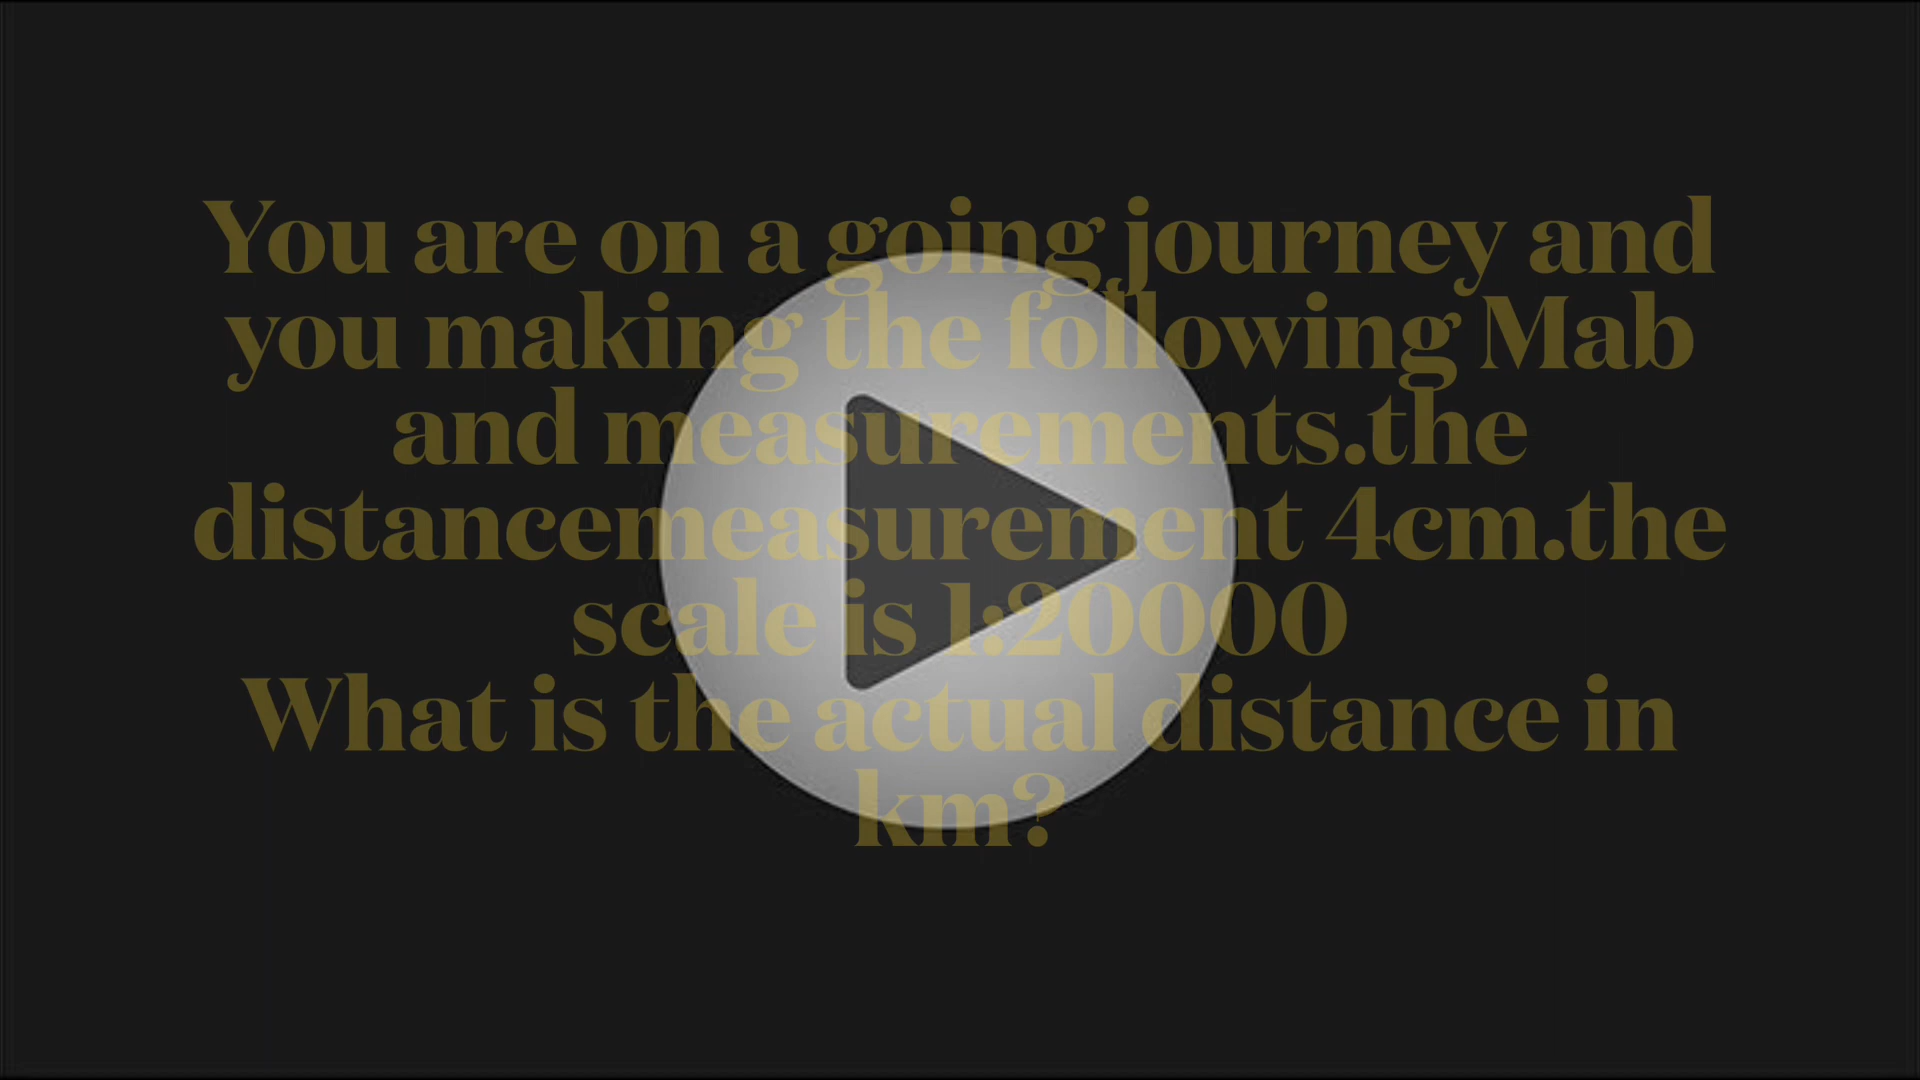 You are on a going journey and
you making the following Mab
and measurements.the
distancemeasurement 4cm.the
scale is 1:20000
What is the actual distance in
km?